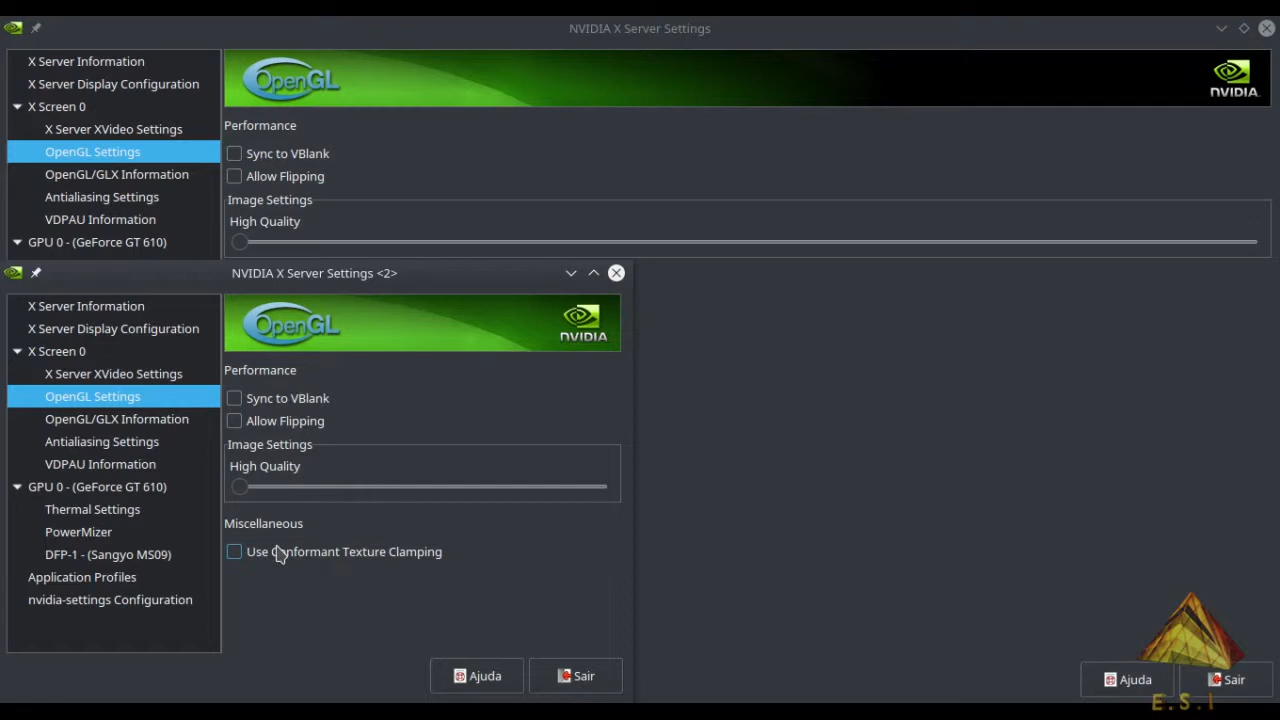 NVIDIA X Server Settings
X Server Information
X Server Display Configuration
X Screen 0
X Server XVideo Settings
OpenGL Settings
OpenGL/GLX Information
Antialiasing Settings
VDPAU Information
GPU 0 - (GeForce GT 610)
OpenGL
NVIDIA.
Performance
Sync to VBlank
Allow Flipping
Image Settings
High Quality
NVIDIA X Server Settings <2>
X Server Information
X Server Display Configuration
X Screen 0
X Server XVideo Settings
OpenGL Settings
OpenGL/GLX Information
Antialiasing Settings
VDPAU Information
GPU 0 - (GeForce GT 610)
Thermal Settings
PowerMizer
DFP-1 - (Sangyo MS09)
Application Profiles
nvidia-settings Configuration
OpenGL
NVIDIA.
Performance
Sync to VBlank
Allow Flipping
Image Settings
High Quality
Miscellaneous
Use Conformant Texture Clamping
Ajuda
Sair
Ajuda
Sair
E.S.I